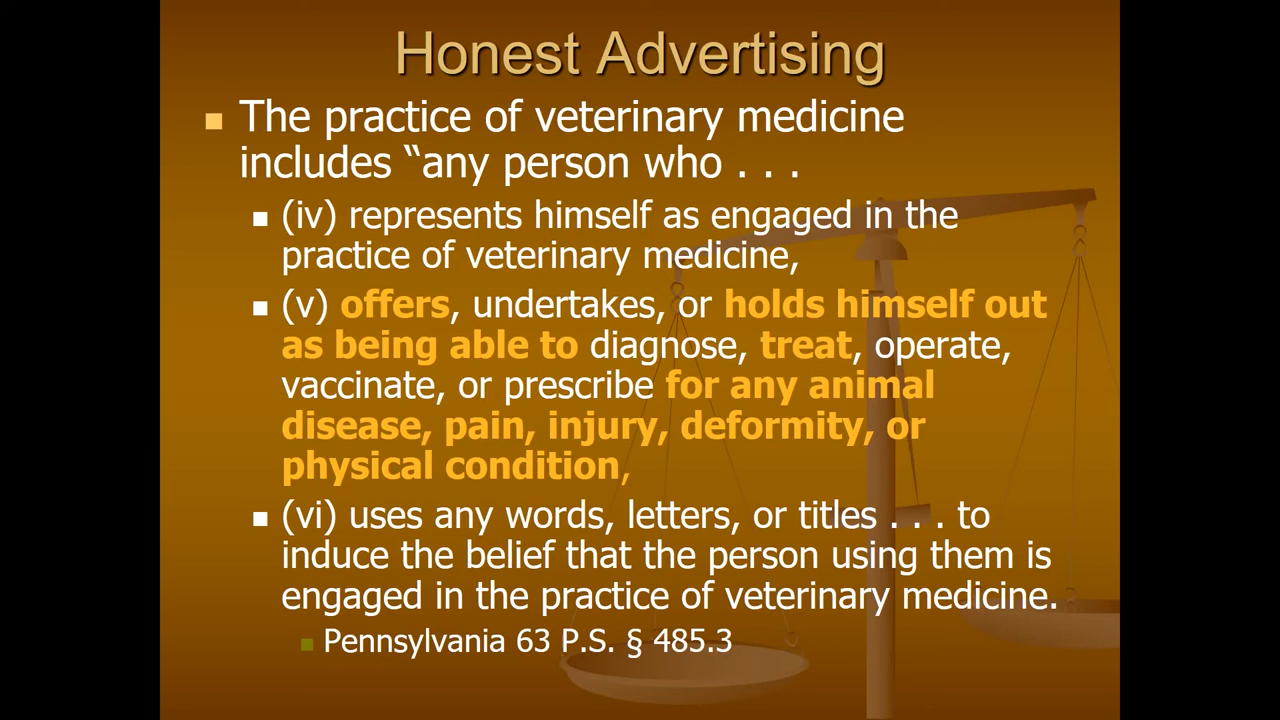 Honest Advertising
The practice of veterinary medicine
includes “any person who . . .
(iv) represents himself as engaged in the
practice of veterinary medicine,
(v) offers, undertakes, or holds himself out
as being able to diagnose, treat, operate,
vaccinate, or prescribe for any animal
disease, pain, injury, deformity, or
physical condition,
(vi) uses any words, letters, or titles . . . to
induce the belief that the person using them is
engaged in the practice of veterinary medicine.
Pennsylvania 63 P.S. § 485.3